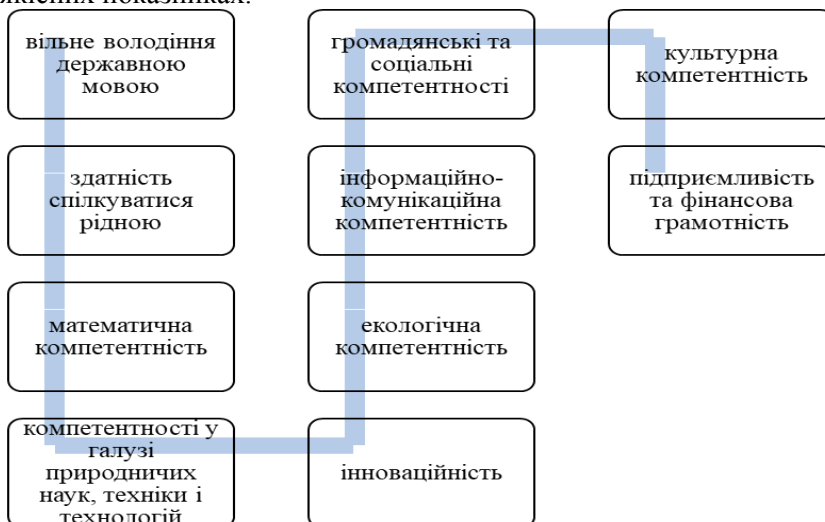 якісних показниках.
вільне володіння
державною
мовою
здатність
спілкуватися
рідною
математична
компетентність
компетентності у
галузі
природничих
наук, техніки і
технологій
інноваційність
екологічна
компетентність
інформаційно-
комунікаційна
компетентність
громадянські та
соціальні
компетентності
культурна
компетентність
підприємливість
та фінансова
грамотність